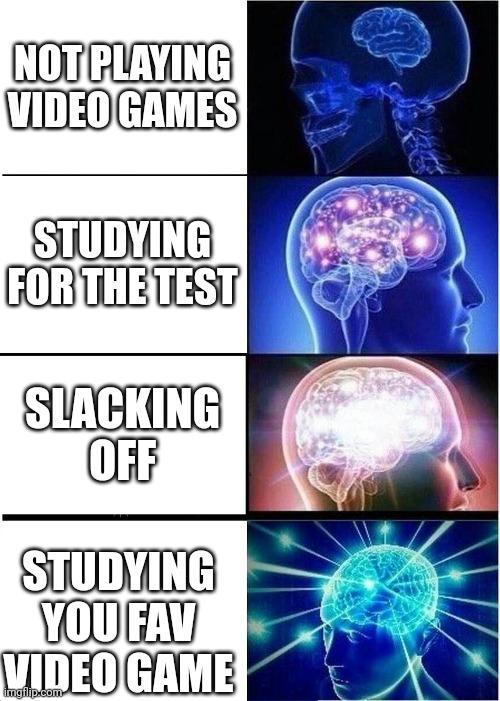 NOT PLAYING
VIDEO GAMES
STUDYING
FOR THE TEST
SLACKING
OFF
STUDYING
YOU FAV
VIDEO GAME
imgflip.com